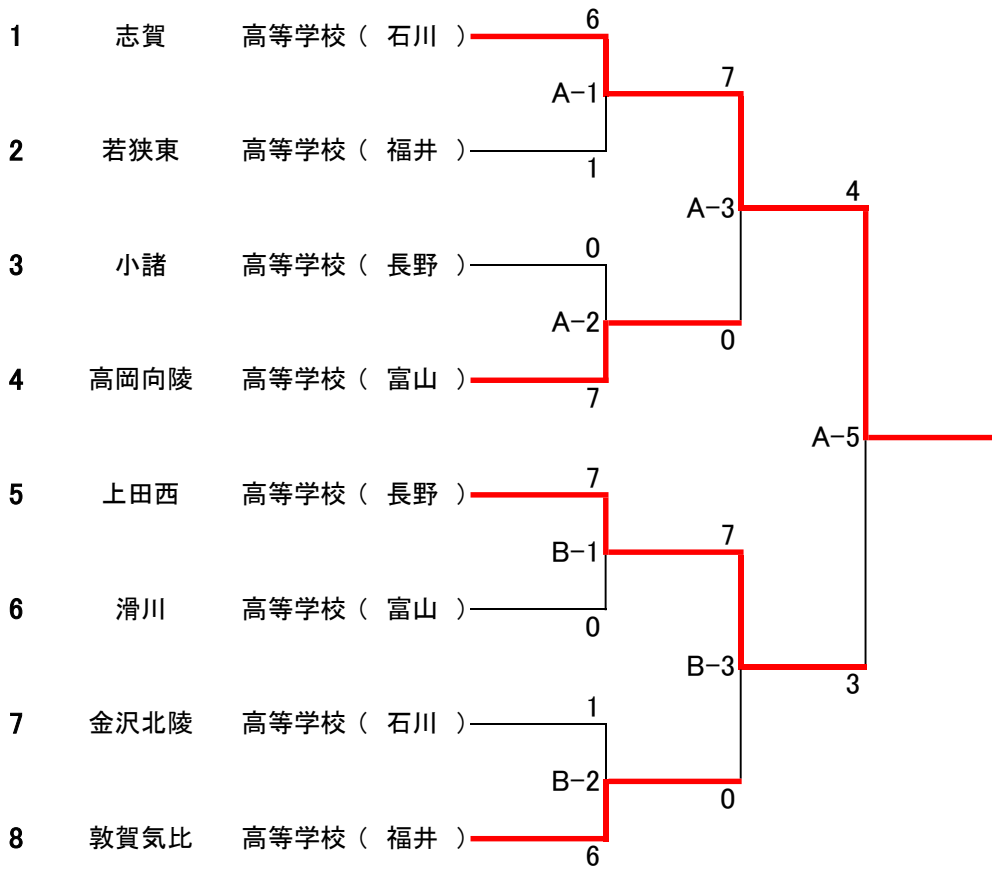 6
1 志賀 高等学校 ( 石川 )
7
A-1
2 若狭東 高等学校 ( 福井 )
1
4
A-3
0
3 小諸 高等学校 ( 長野 )
A-2
0
4 高岡向陵 高等学校 ( 富山 )
7
A-5
7
5 上田西 高等学校 ( 長野 )
7
B-1
6 滑川 高等学校 ( 富山 )
0
B-3
3
1
7 金沢北陵 高等学校 ( 石川 )
B-2
0
8 敦賀気比 高等学校 ( 福井 )
6